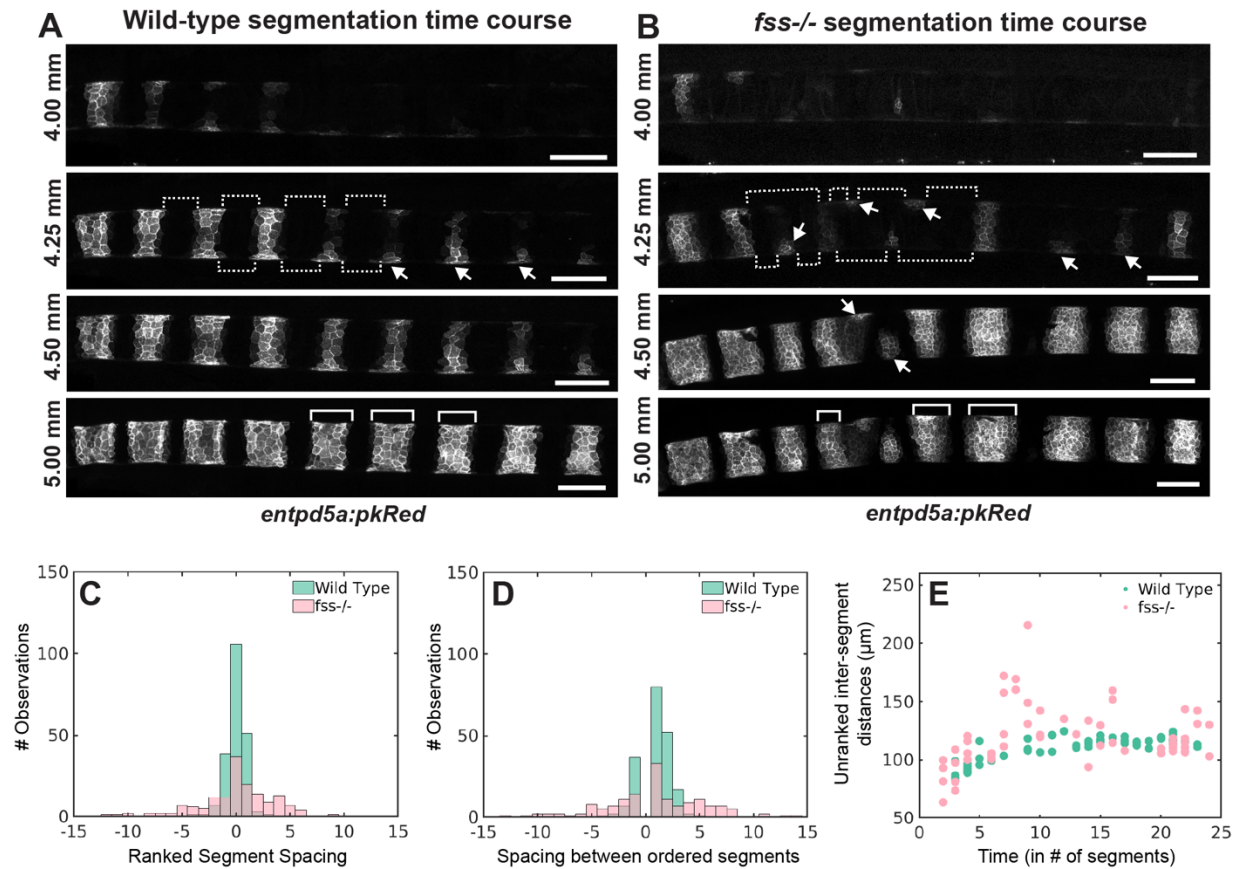 A Wild-type segmentation time course
4.00 mm
4.25 mm
4.50 mm
5.00 mm
entpd5a:pkRed
B fss-/- segmentation time course
4.00 mm
4.25 mm
4.50 mm
5.00 mm
entpd5a:pkRed
C
Wild Type
fss-/-
# Observations
150
100
50
0
-15 -10 -5 0 5 10 15
Ranked Segment Spacing
D
Wild Type
fss-/-
# Observations
150
100
50
0
-15 -10 -5 0 5 10 15
Spacing between ordered segments
E
Wild Type
fss-/-
Unranked inter-segment
distances (μm)
250
200
150
100
50
0 5 10 15 20 25
Time (in # of segments)